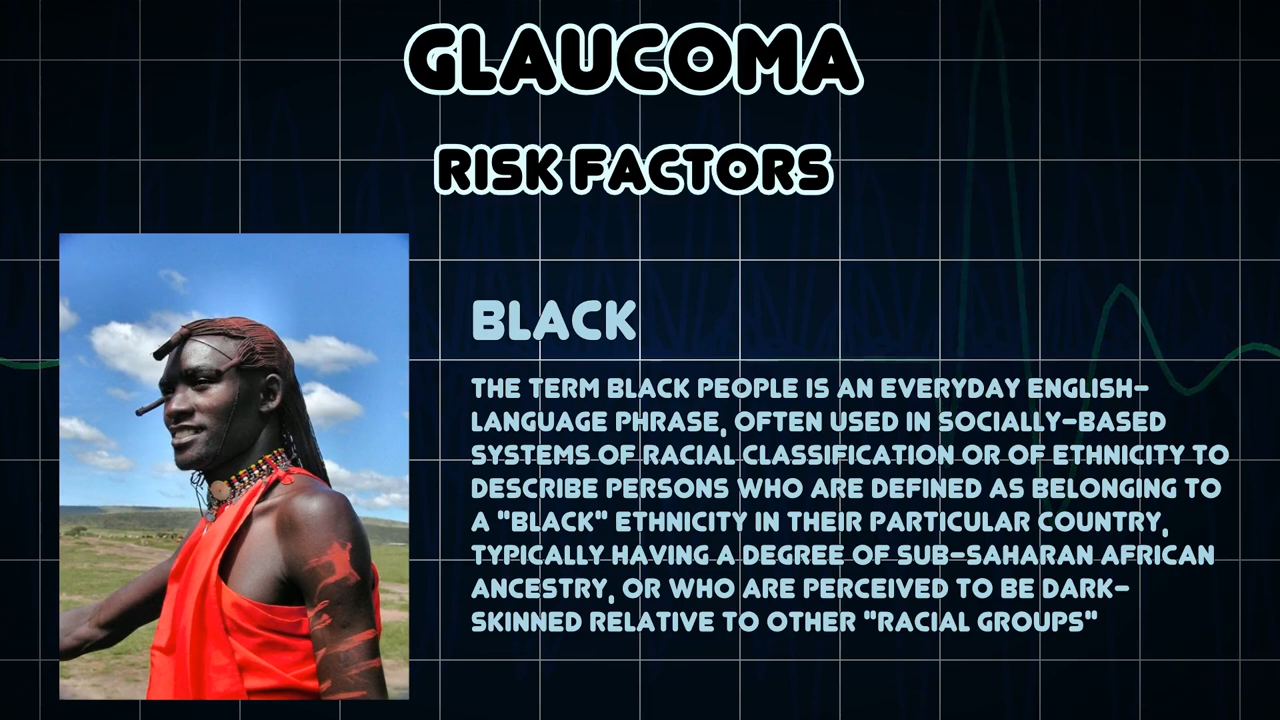 GLAUCOMA
RISK FACTORS
BLACK
THE TERM BLACK PEOPLE IS AN EVERYDAY ENGLISH-
LANGUAGE PHRASE, OFTEN USED IN SOCIALLY-BASED
SYSTEMS OF RACIAL CLASSIFICATION OR OF ETHNICITY TO
DESCRIBE PERSONS WHO ARE DEFINED AS BELONGING TO
A "BLACK" ETHNICITY IN THEIR PARTICULAR COUNTRY,
TYPICALLY HAVING A DEGREE OF SUB-SAHARAN AFRICAN
ANCESTRY, OR WHO ARE PERCEIVED TO BE DARK-
SKINNED RELATIVE TO OTHER "RACIAL GROUPS"